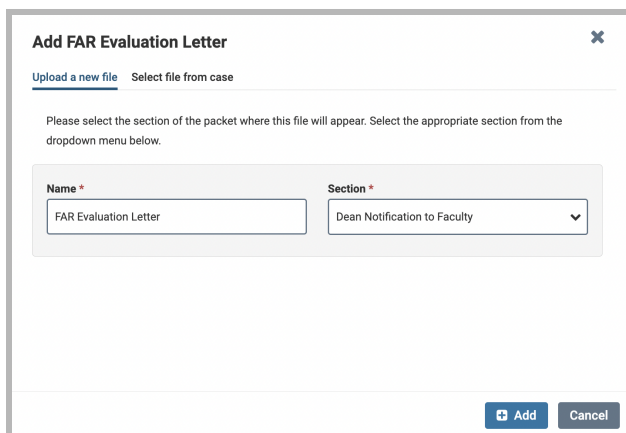 Add FAR Evaluation Letter
Upload a new file Select file from case
Please select the section of the packet where this file will appear. Select the appropriate section from the
dropdown menu below.
Name * Section *
FAR Evaluation Letter Dean Notification to Faculty
Add Cancel